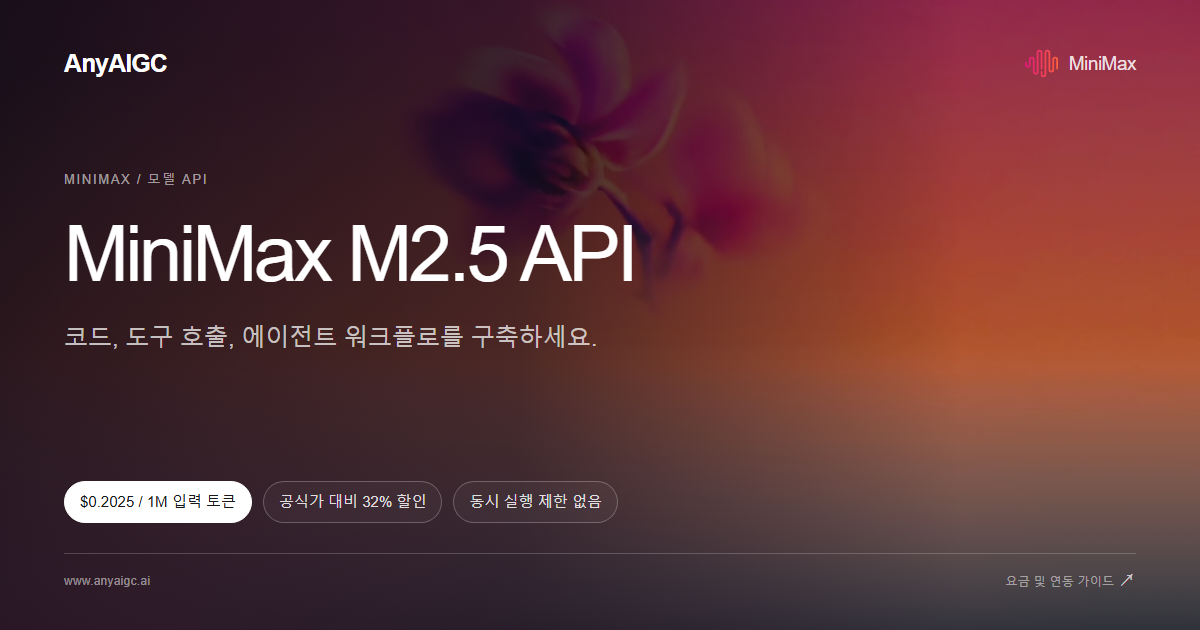 AnyAIGC
MiniMax
MINIMAX / 모델 API
MiniMax M2.5 API
코드, 도구 호출, 에이전트 워크플로를 구축하세요.
$0.2025 / 1M 입력 토큰
공식가 대비 32% 할인
동시 실행 제한 없음
www.anyaigc.ai
요금 및 연동 가이드 ↗